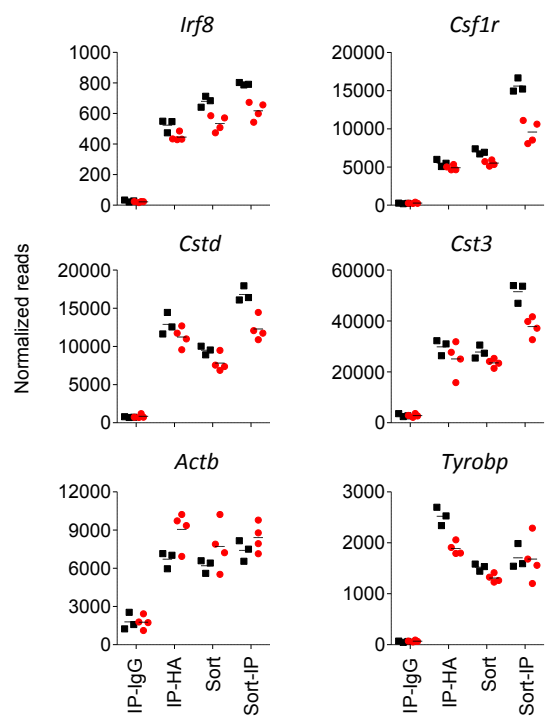 Irf8
1000
800
600
400
200
0
Csf1r
20000
15000
10000
5000
0
Normalized reads
Cstd
20000
15000
10000
5000
0
Cst3
60000
40000
20000
0
Actb
12000
9000
6000
3000
0
IP-IgG
IP-HA
Sort
Sort-IP
Tyrobp
3000
2000
1000
0
IP-IgG
IP-HA
Sort
Sort-IP